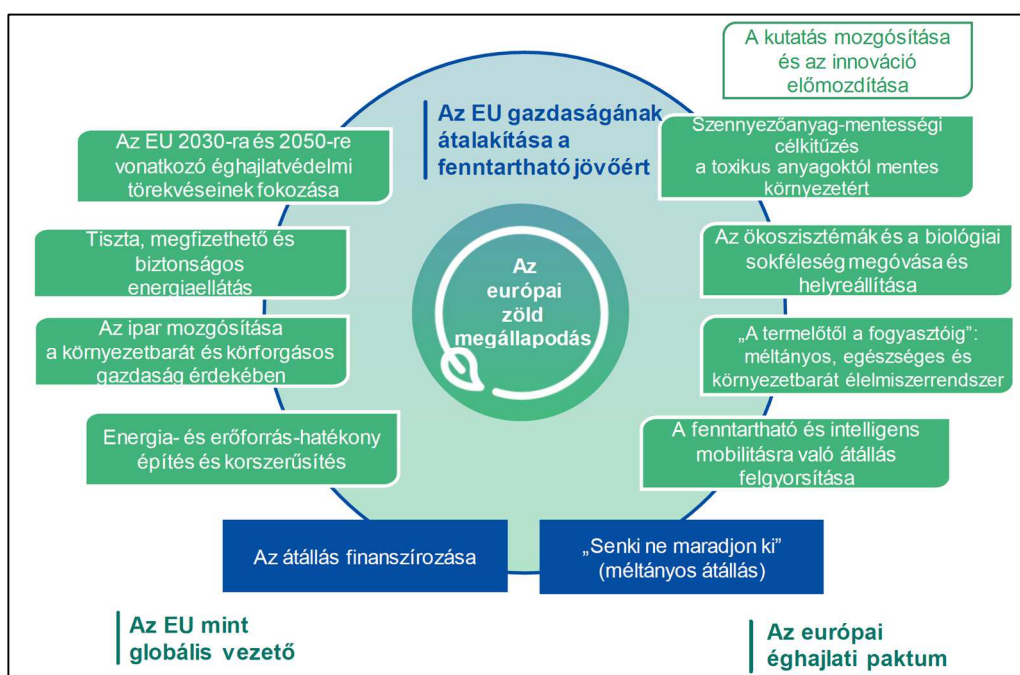 A kutatás mozgósítása
és az innováció
előmozdítása
Az EU gazdaságának
átalakítása a
fenntartható jövőért
Az EU 2030-ra és 2050-re
vonatkozó éghajlatvédelmi
törekvéseinek fokozása
Szennyezőanyag-mentességi
célkitűzés
a toxikus anyagoktól mentes
környezetért
Tiszta, megfizethető és
biztonságos
energiaellátás
Az
európai
zöld
megállapodás
Az ökoszisztémák és a biológiai
sokféleség megóvása és
helyreállítása
Az ipar mozgósítása
a környezetbarát és körforgásos
gazdaság érdekében
„A termelőtől a fogyasztóig”:
méltányos, egészséges és
környezetbarát élelmiszerrendszer
Energia- és erőforrás-hatékony
építés és korszerűsítés
A fenntartható és intelligens
mobilitásra való átállás
felgyorsítása
Az átállás finanszírozása
„Senki ne maradjon ki”
(méltányos átállás)
Az EU mint
globális vezető
Az európai
éghajlati paktum